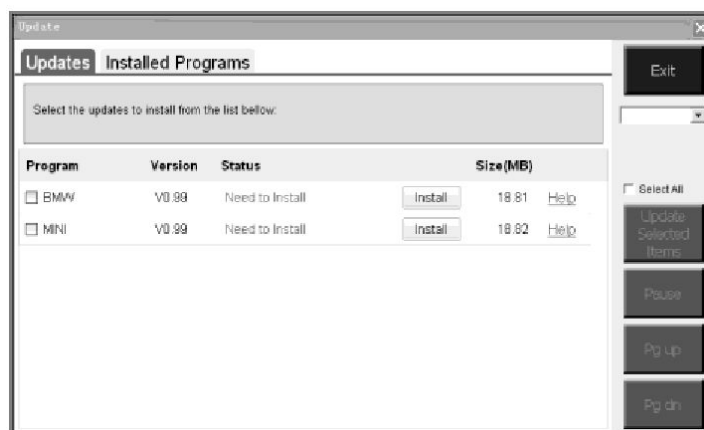 Update
Updates Installed Programs
Exit
Select the updates to install from the list bellow:
Program Version Status Size(MB)
BMW V0.99 Need to Install Install 18.81 Help
MINI V0.99 Need to Install Install 18.82 Help
Select All
Update
Selected
Items
Pause
Pg up
Pg dn